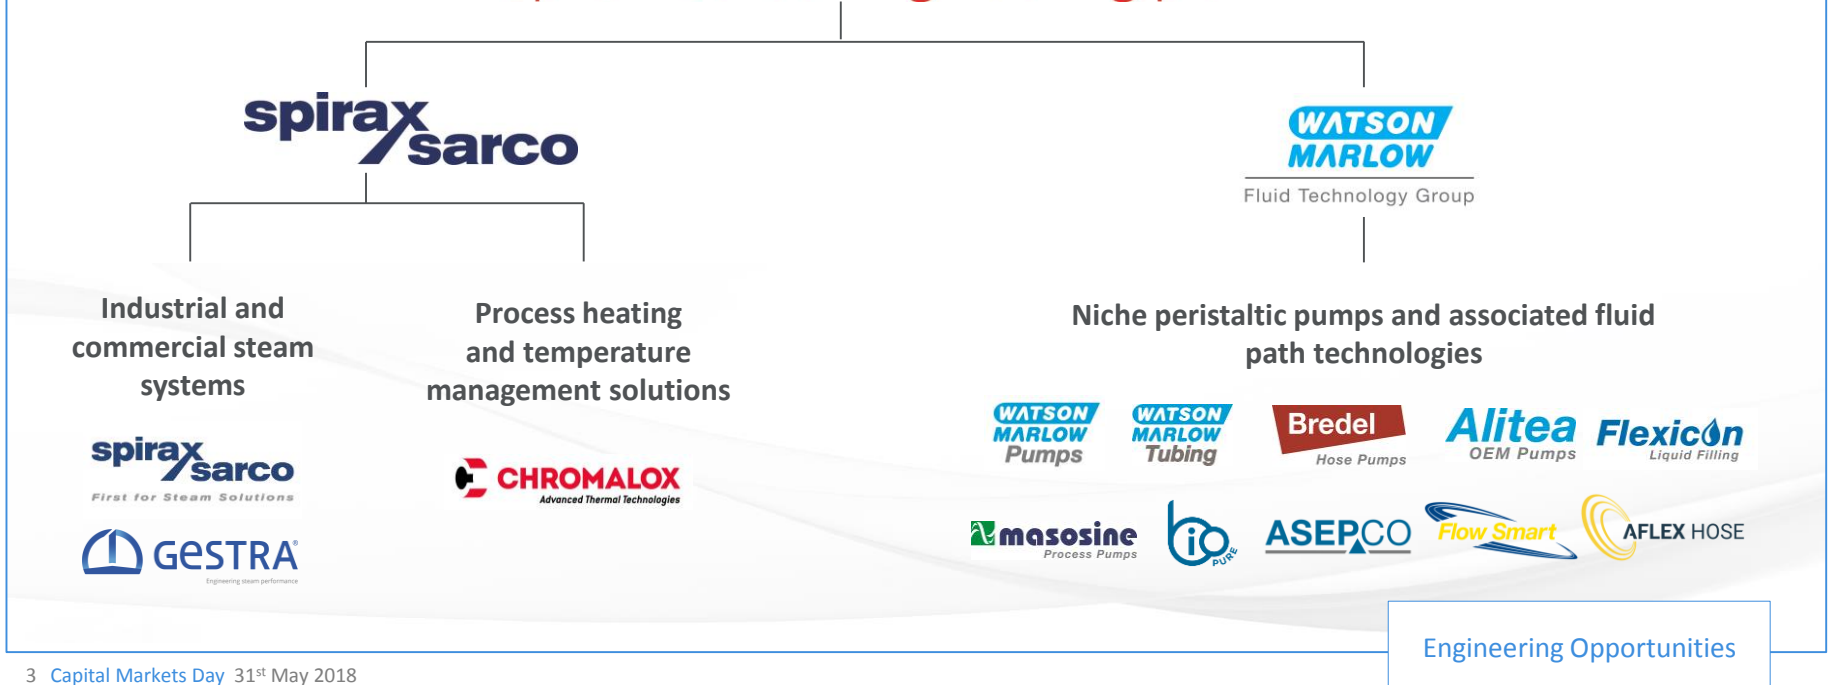 spirax
sarco
WATSON
MARLOW
Fluid Technology Group
Industrial and
commercial steam
systems
Process heating
and temperature
management solutions
Niche peristaltic pumps and associated fluid
path technologies
spirax
sarco
First for Steam Solutions
GESTRA®
Engineering steam performance
CHROMALOX
Advanced Thermal Technologies
WATSON
MARLOW
Pumps
WATSON
MARLOW
Tubing
Bredel
Hose Pumps
Alitea
OEM Pumps
Flexicon
Liquid Filling
masosine
Process Pumps
bio
PURE
ASEPCO
Flow Smart
AFLEX HOSE
Engineering Opportunities
3 Capital Markets Day 31st May 2018